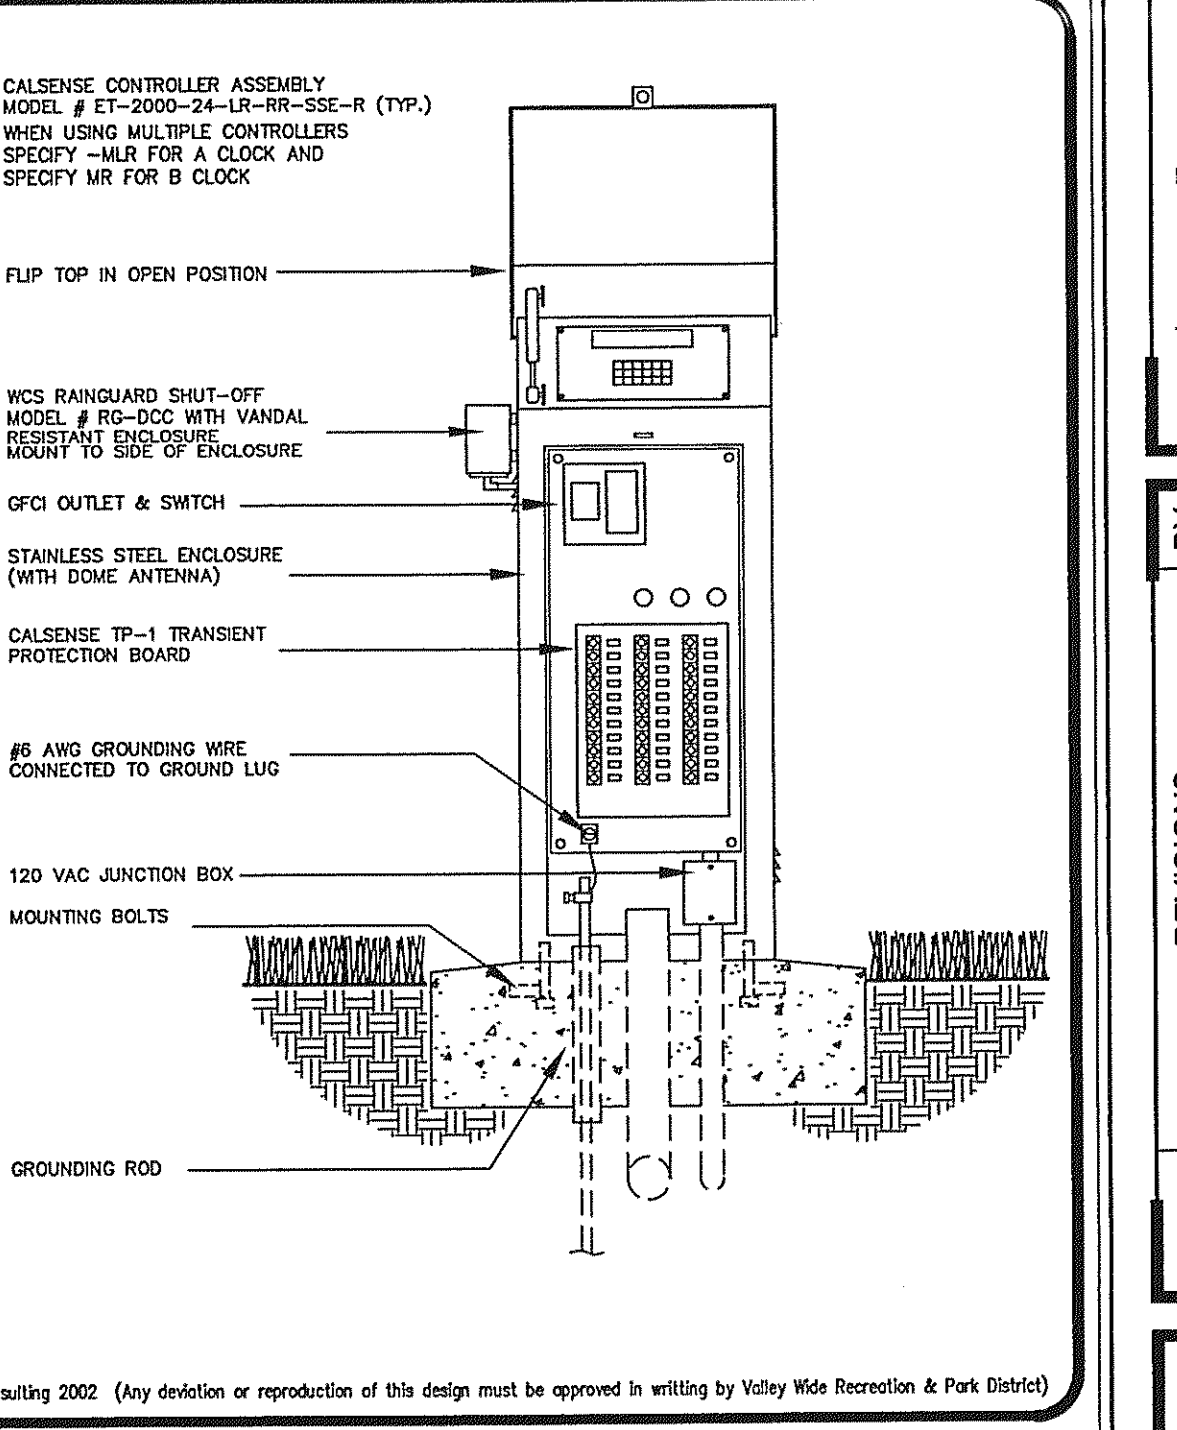 CALSENSE CONTROLLER ASSEMBLY
MODEL # ET-2000-24-LR-RR-SSE-R (TYP.)
WHEN USING MULTIPLE CONTROLLERS
SPECIFY -MLR FOR A CLOCK AND
SPECIFY MR FOR B CLOCK
FLIP TOP IN OPEN POSITION
WCS RAINGUARD SHUT-OFF
MODEL # RG-DCC WITH VANDAL
RESISTANT ENCLOSURE
MOUNT TO SIDE OF ENCLOSURE
GFCI OUTLET & SWITCH
STAINLESS STEEL ENCLOSURE
(WITH DOME ANTENNA)
CALSENSE TP-1 TRANSIENT
PROTECTION BOARD
#6 AWG GROUNDING WIRE
CONNECTED TO GROUND LUG
120 VAC JUNCTION BOX
MOUNTING BOLTS
GROUNDING ROD
sulting 2002 (Any deviation or reproduction of this design must be approved in writting by Valley Wide Recreation & Park District)